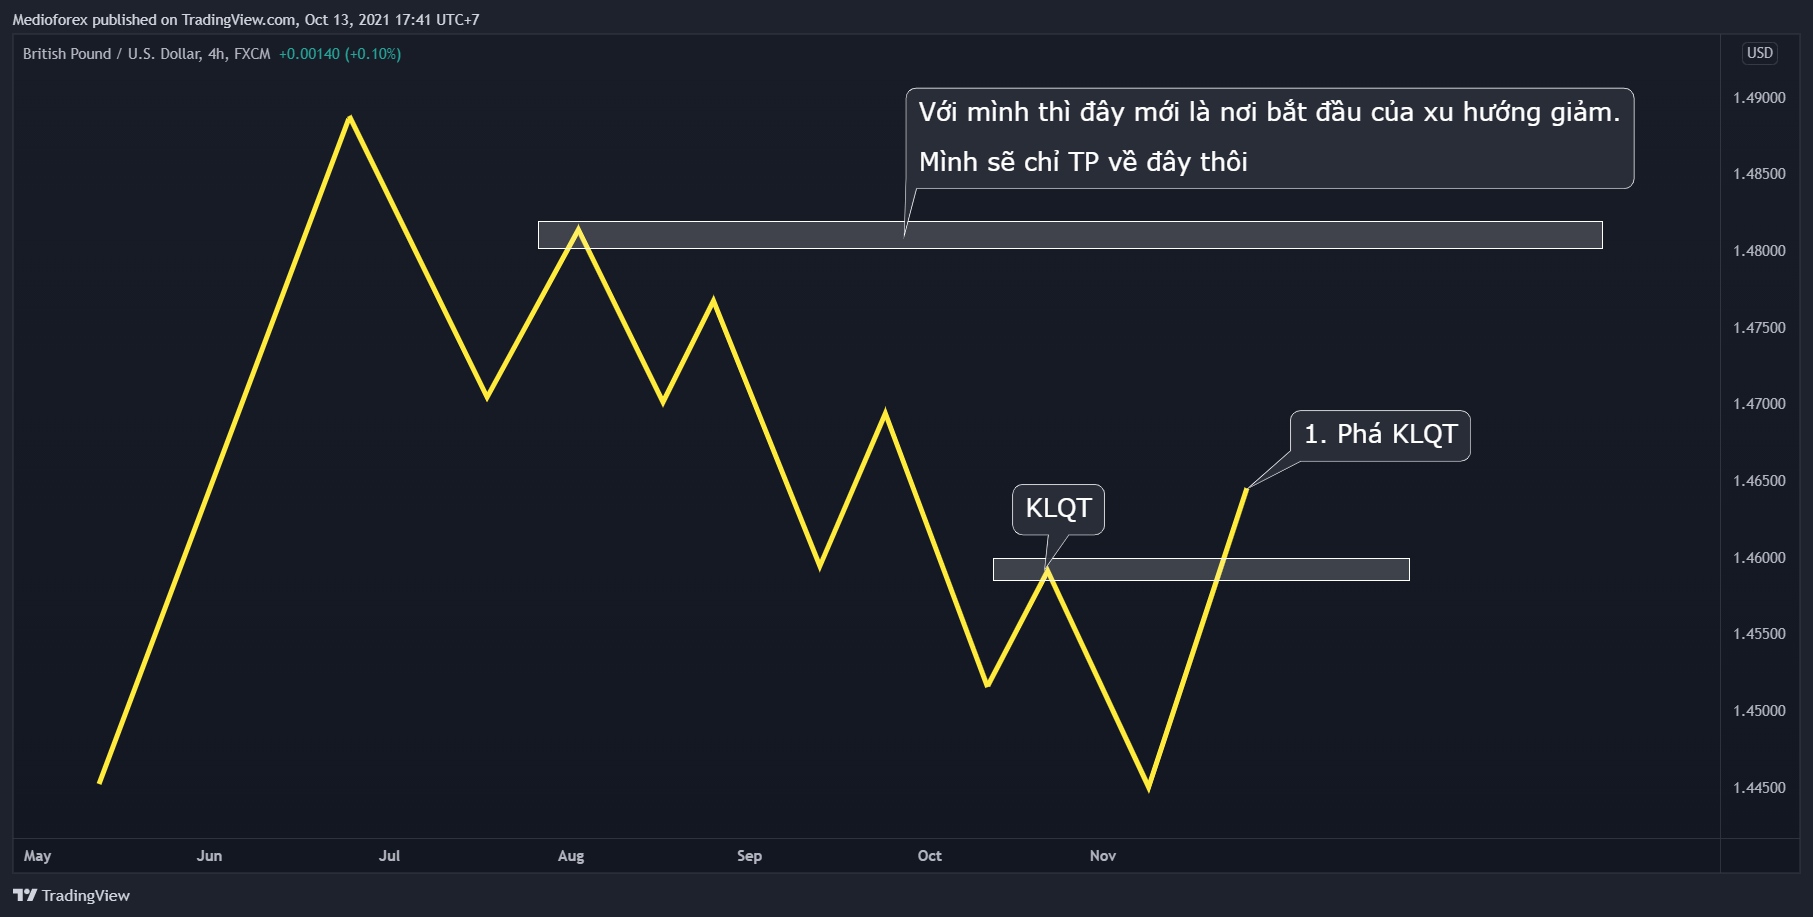 Medioforex published on TradingView.com, Oct 13, 2021 17:41 UTC+7
British Pound / U.S. Dollar, 4h, FXCM +0.00140 (+0.10%)
USD
Với mình thì đây mới là nơi bắt đầu của xu hướng giảm.
Mình sẽ chỉ TP về đây thôi
1. Phá KLQT
KLQT
1.49000
1.48500
1.48000
1.47500
1.47000
1.46500
1.46000
1.45500
1.45000
1.44500
May Jun Jul Aug Sep Oct Nov
TradingView